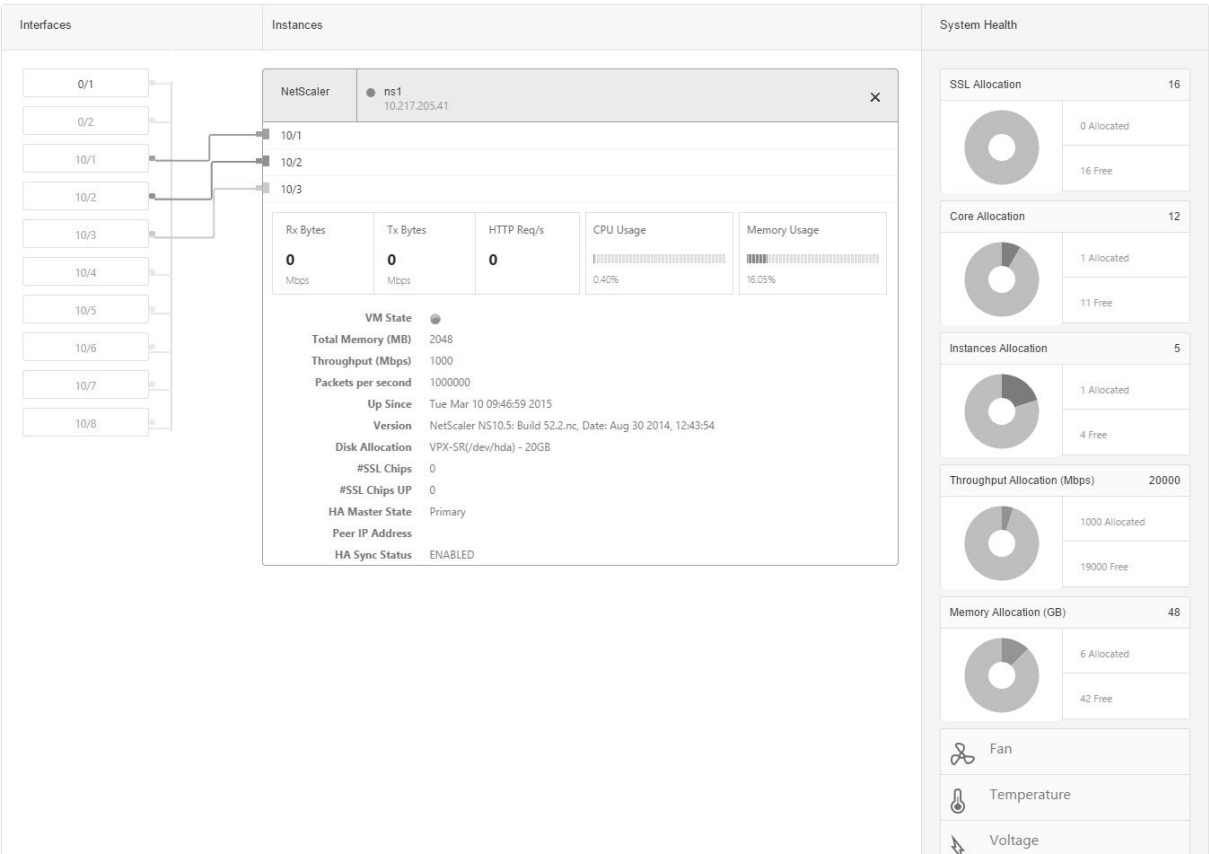 Interfaces
Instances
System Health
0/1
0/2
10/1
10/2
10/3
10/4
10/5
10/6
10/7
10/8
NetScaler
ns1
10.217.205.41
×
10/1
10/2
10/3
Rx Bytes
0
Mbps
Tx Bytes
0
Mbps
HTTP Req/s
0
CPU Usage
0.40%
Memory Usage
16.05%
VM State
Total Memory (MB) 2048
Throughput (Mbps) 1000
Packets per second 1000000
Up Since Tue Mar 10 09:46:59 2015
Version NetScaler NS10.5: Build 52.2.nc, Date: Aug 30 2014, 12:43:54
Disk Allocation VPX-SR(/dev/hda) - 20GB
#SSL Chips 0
#SSL Chips UP 0
HA Master State Primary
Peer IP Address
HA Sync Status ENABLED
SSL Allocation 16
0 Allocated
16 Free
Core Allocation 12
1 Allocated
11 Free
Instances Allocation 5
1 Allocated
4 Free
Throughput Allocation (Mbps) 20000
1000 Allocated
19000 Free
Memory Allocation (GB) 48
6 Allocated
42 Free
Fan
Temperature
Voltage